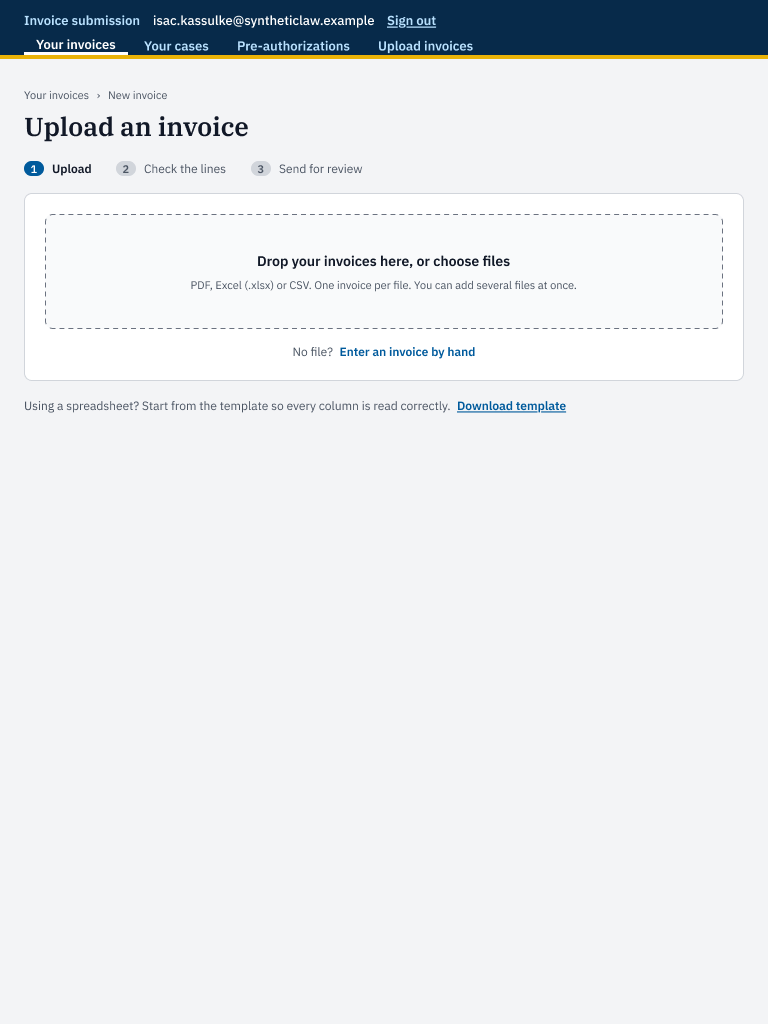 Invoice submission isac.kassulke@syntheticlaw.example Sign out
Your invoices Your cases Pre-authorizations Upload invoices
Your invoices › New invoice
Upload an invoice
1 Upload 2 Check the lines 3 Send for review
Drop your invoices here, or choose files
PDF, Excel (.xlsx) or CSV. One invoice per file. You can add several files at once.
No file? Enter an invoice by hand
Using a spreadsheet? Start from the template so every column is read correctly. Download template